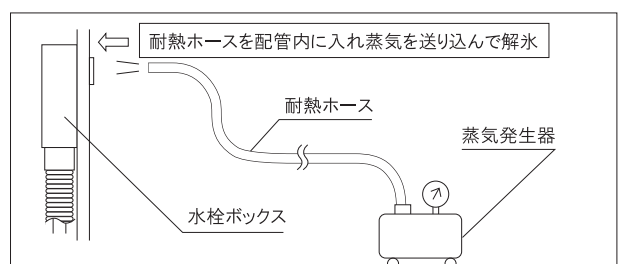 耐熱ホースを配管内に入れ蒸気を送り込んで解氷
耐熱ホース
蒸気発生器
水栓ボックス